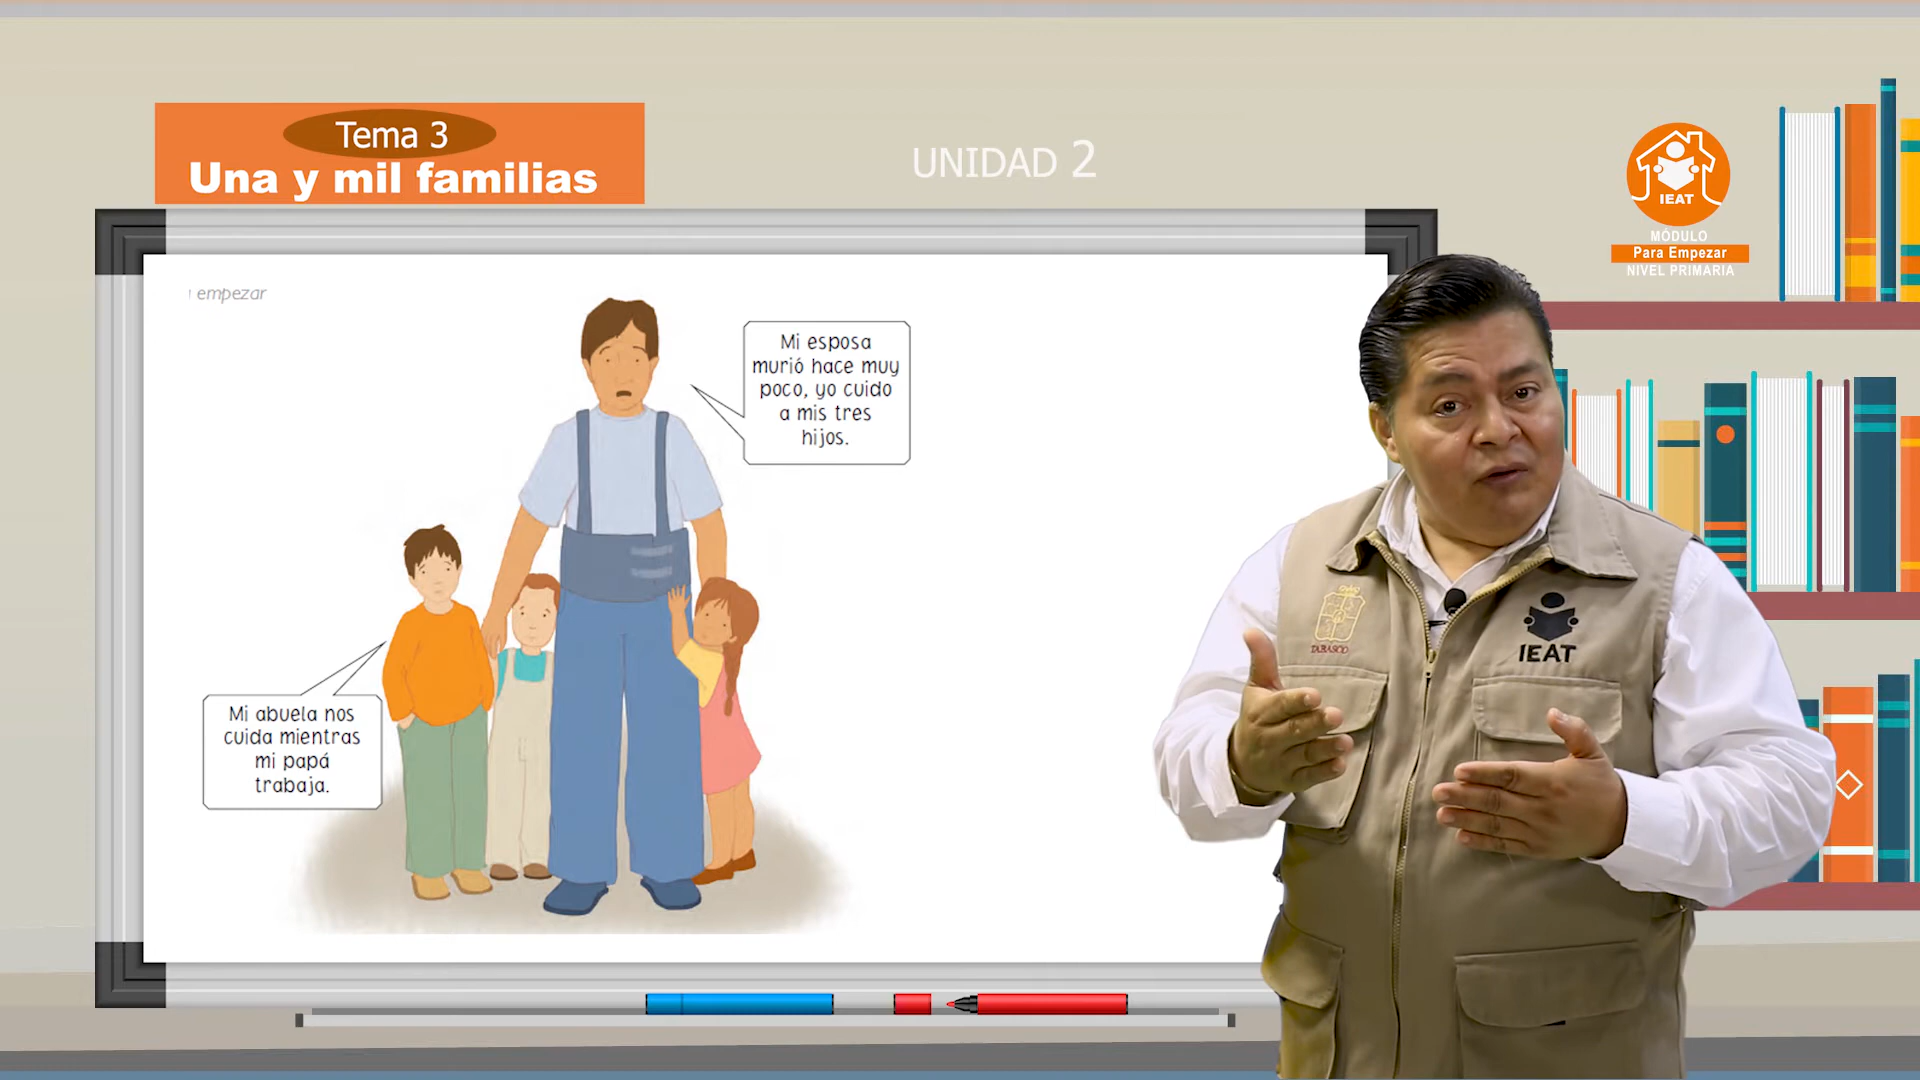 Tema 3
Una y mil familias
UNIDAD 2
IEAT
MÓDULO
Para Empezar
NIVEL PRIMARIA
empezar
Mi esposa
murió hace muy
poco, yo cuido
a mis tres
hijos.
Mi abuela nos
cuida mientras
mi papá
trabaja.
TABASCO
IEAT